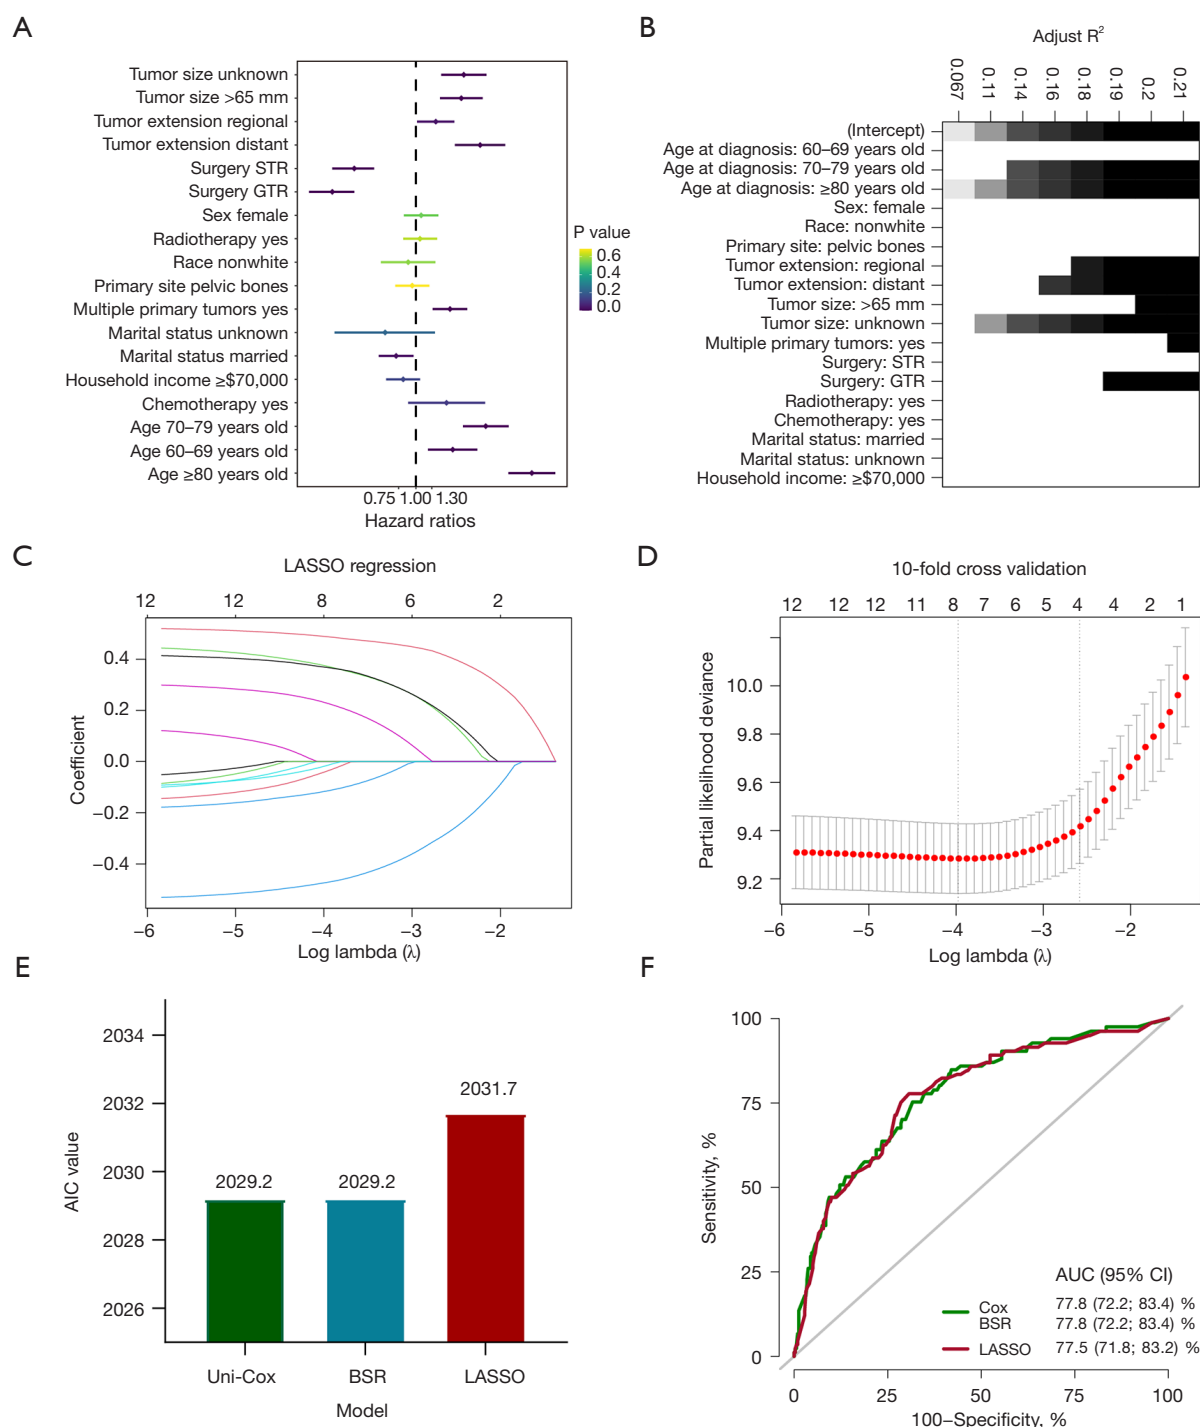 A
Tumor size unknown
Tumor size >65 mm
Tumor extension regional
Tumor extension distant
Surgery STR
Surgery GTR
Sex female
Radiotherapy yes
Race nonwhite
Primary site pelvic bones
Multiple primary tumors yes
Marital status unknown
Marital status married
Household income ≥$70,000
Chemotherapy yes
Age 70–79 years old
Age 60–69 years old
Age ≥80 years old
0.75 1.00 1.30
Hazard ratios
P value
0.6
0.4
0.2
0.0
B
Adjust R²
0.067 0.11 0.14 0.16 0.18 0.19 0.2 0.21
(Intercept)
Age at diagnosis: 60–69 years old
Age at diagnosis: 70–79 years old
Age at diagnosis: ≥80 years old
Sex: female
Race: nonwhite
Primary site: pelvic bones
Tumor extension: regional
Tumor extension: distant
Tumor size: >65 mm
Tumor size: unknown
Multiple primary tumors: yes
Surgery: STR
Surgery: GTR
Radiotherapy: yes
Chemotherapy: yes
Marital status: married
Marital status: unknown
Household income: ≥$70,000
C
LASSO regression
12 12 8 6 2
Coefficient
0.4
0.2
0.0
−0.2
−0.4
−6 −5 −4 −3 −2
Log lambda (λ)
D
10-fold cross validation
12 12 12 11 8 7 6 5 4 4 2 1
Partial likelihood deviance
10.0
9.8
9.6
9.4
9.2
−6 −5 −4 −3 −2
Log lambda (λ)
E
AIC value
2034
2032
2030
2028
2026
2029.2 2029.2 2031.7
Uni-Cox BSR LASSO
Model
F
Sensitivity, %
100
75
50
25
0
AUC (95% CI)
Cox 77.8 (72.2; 83.4) %
BSR 77.8 (72.2; 83.4) %
LASSO 77.5 (71.8; 83.2) %
0 25 50 75 100
100-Specificity, %